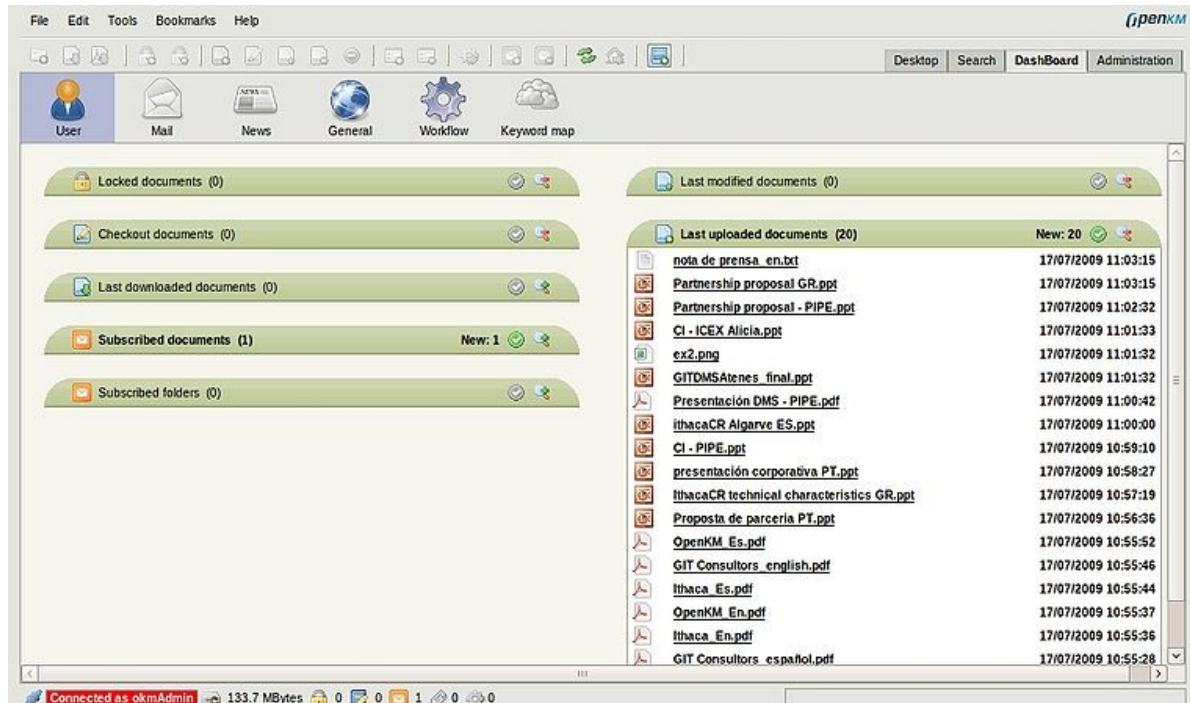 File Edit Tools Bookmarks Help
OpenKM
Desktop Search DashBoard Administration
NEWS
User Mail News General Workflow Keyword map
Locked documents (0)
Checkout documents (0)
Last downloaded documents (0)
Subscribed documents (1) New: 1
Subscribed folders (0)
Last modified documents (0)
Last uploaded documents (20) New: 20
nota de prensa_en.txt 17/07/2009 11:03:15
Partnership proposal GR.ppt 17/07/2009 11:03:15
Partnership proposal - PIPE.ppt 17/07/2009 11:02:32
CI - ICEX Alicia.ppt 17/07/2009 11:01:33
ex2.png 17/07/2009 11:01:32
GITDMSAtenes_final.ppt 17/07/2009 11:01:32
Presentación DMS - PIPE.pdf 17/07/2009 11:00:42
ithacaCR Algarve ES.ppt 17/07/2009 11:00:00
CI - PIPE.ppt 17/07/2009 10:59:10
presentación corporativa PT.ppt 17/07/2009 10:58:27
IthacaCR technical characteristics GR.ppt 17/07/2009 10:57:19
Proposta de parceria PT.ppt 17/07/2009 10:56:36
OpenKM_Es.pdf 17/07/2009 10:55:52
GIT Consultors_english.pdf 17/07/2009 10:55:46
Ithaca_Es.pdf 17/07/2009 10:55:44
OpenKM_En.pdf 17/07/2009 10:55:37
Ithaca_En.pdf 17/07/2009 10:55:36
GIT Consultors_español.pdf 17/07/2009 10:55:28
Connected as okmAdmin 133.7 MBytes 0 0 1 0 0